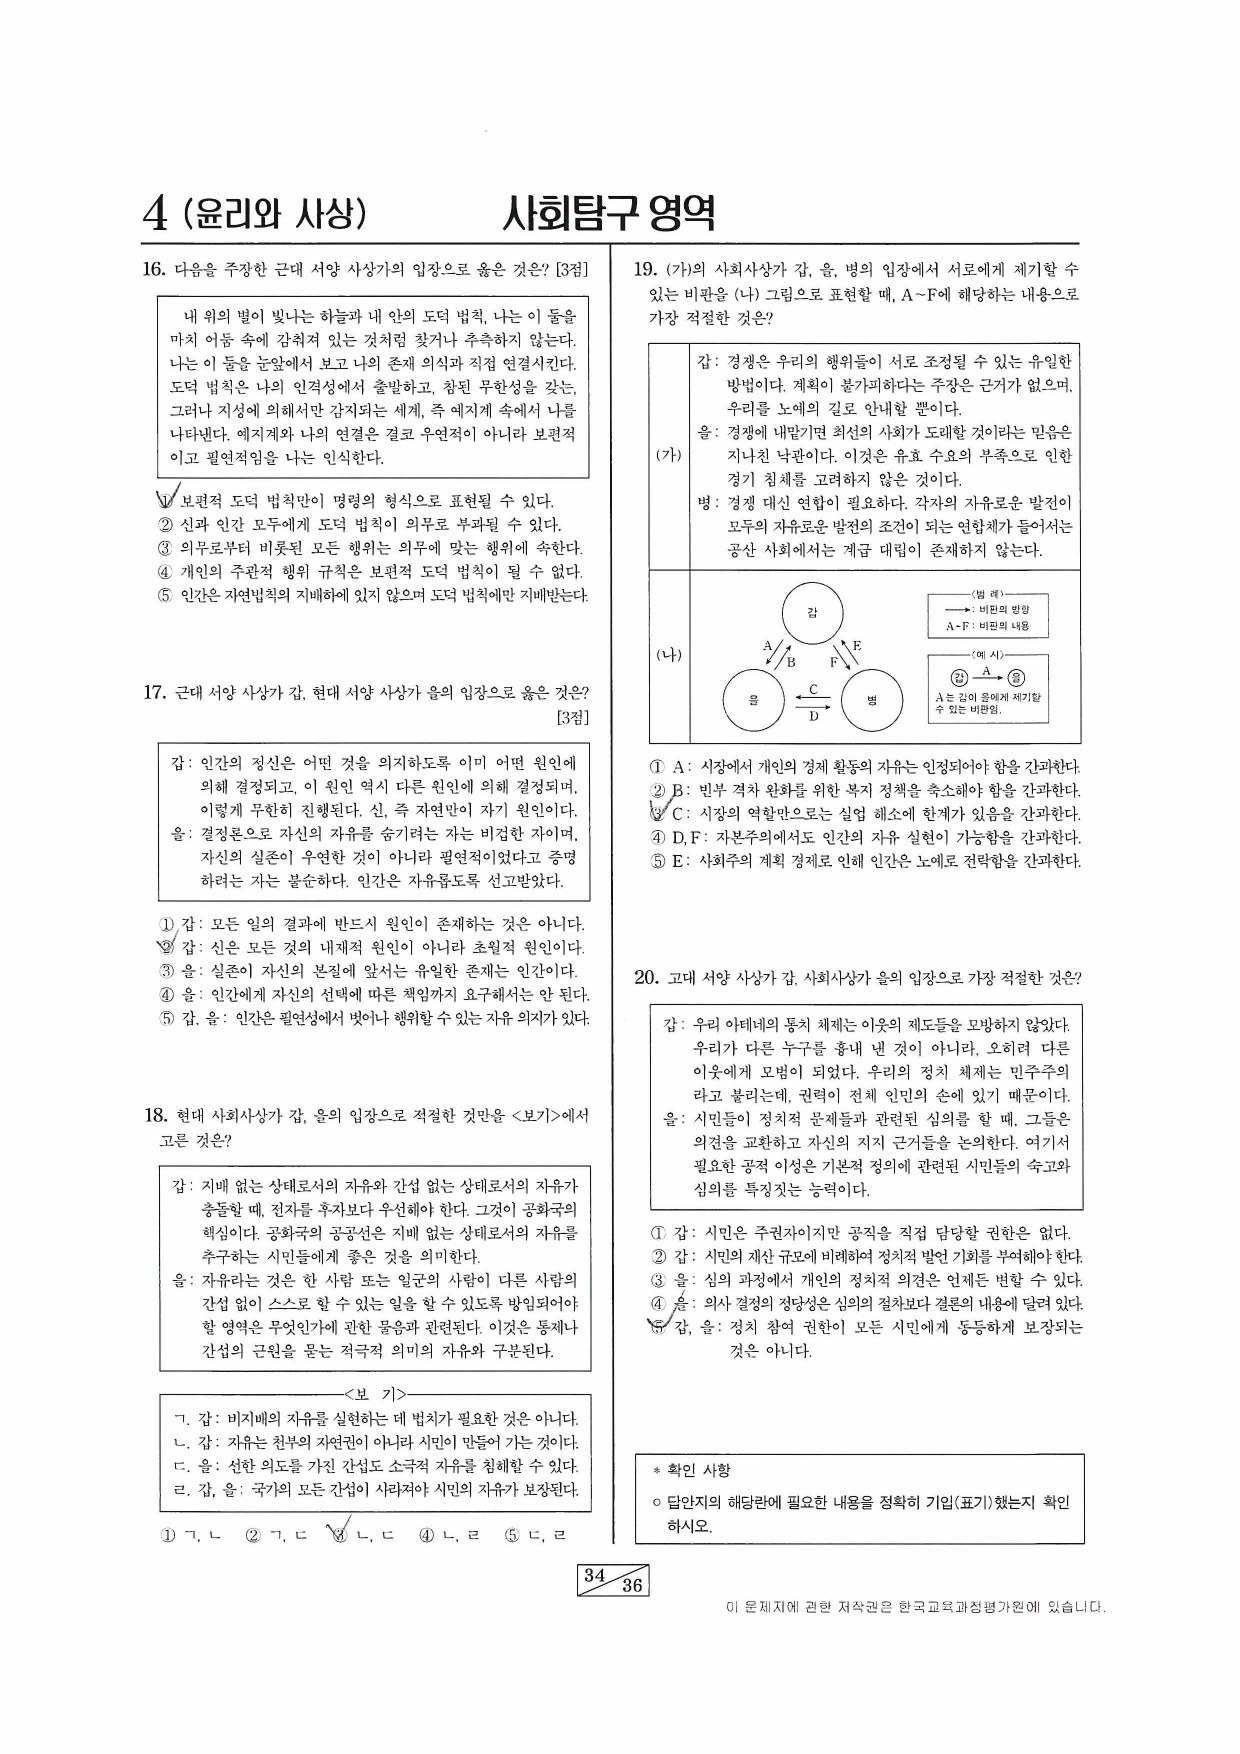 4 (윤리와 사상)
사회탐구 영역
16. 다음을 주장한 근대 서양 사상가의 입장으로 옳은 것은? [3점]
내 위의 별이 빛나는 하늘과 내 안의 도덕 법칙, 나는 이 둘을
마치 어둠 속에 감춰져 있는 것처럼 찾거나 추측하지 않는다.
나는 이 둘을 눈앞에서 보고 나의 존재 의식과 직접 연결시킨다.
도덕 법칙은 나의 인격성에서 출발하고, 참된 무한성을 갖는,
그러나 지성에 의해서만 감지되는 세계, 즉 예지계 속에서 나를
나타낸다. 예지계와 나의 연결은 결코 우연적이 아니라 보편적
이고 필연적임을 나는 인식한다.
① 보편적 도덕 법칙만이 명령의 형식으로 표현될 수 있다.
② 신과 인간 모두에게 도덕 법칙이 의무로 부과될 수 있다.
③ 의무로부터 비롯된 모든 행위는 의무에 맞는 행위에 속한다.
④ 개인의 주관적 행위 규칙은 보편적 도덕 법칙이 될 수 없다.
⑤ 인간은 자연법칙의 지배하에 있지 않으며 도덕 법칙에만 지배받는다.
17. 근대 서양 사상가 갑, 현대 서양 사상가 을의 입장으로 옳은 것은?
[3점]
갑: 인간의 정신은 어떤 것을 의지하도록 이미 어떤 원인에
의해 결정되고, 이 원인 역시 다른 원인에 의해 결정되며,
이렇게 무한히 진행된다. 신, 즉 자연만이 자기 원인이다.
을: 결정론으로 자신의 자유를 숨기려는 자는 비겁한 자이며,
자신의 실존이 우연한 것이 아니라 필연적이었다고 증명
하려는 자는 불순하다. 인간은 자유롭도록 선고받았다.
① 갑: 모든 일의 결과에 반드시 원인이 존재하는 것은 아니다.
② 갑: 신은 모든 것의 내재적 원인이 아니라 초월적 원인이다.
③ 을: 실존이 자신의 본질에 앞서는 유일한 존재는 인간이다.
④ 을: 인간에게 자신의 선택에 따른 책임까지 요구해서는 안 된다.
⑤ 갑, 을: 인간은 필연성에서 벗어나 행위할 수 있는 자유 의지가 있다.
18. 현대 사회사상가 갑, 을의 입장으로 적절한 것만을 <보기>에서
고른 것은?
갑: 지배 없는 상태로서의 자유와 간섭 없는 상태로서의 자유가
충돌할 때, 전자를 후자보다 우선해야 한다. 그것이 공화국의
핵심이다. 공화국의 공공선은 지배 없는 상태로서의 자유를
추구하는 시민들에게 좋은 것을 의미한다.
을: 자유라는 것은 한 사람 또는 일군의 사람이 다른 사람의
간섭 없이 스스로 할 수 있는 일을 할 수 있도록 방임되어야
할 영역은 무엇인가에 관한 물음과 관련된다. 이것은 통제나
간섭의 근원을 묻는 적극적 의미의 자유와 구분된다.
<보 기>
ㄱ. 갑: 비지배의 자유를 실현하는 데 법치가 필요한 것은 아니다.
ㄴ. 갑: 자유는 천부의 자연권이 아니라 시민이 만들어 가는 것이다.
ㄷ. 을: 선한 의도를 가진 간섭도 소극적 자유를 침해할 수 있다.
ㄹ. 갑, 을: 국가의 모든 간섭이 사라져야 시민의 자유가 보장된다.
① ㄱ, ㄴ ② ㄱ, ㄷ ③ ㄴ, ㄷ ④ ㄴ, ㄹ ⑤ ㄷ, ㄹ
19. (가)의 사회사상가 갑, 을, 병의 입장에서 서로에게 제기할 수
있는 비판을 (나) 그림으로 표현할 때, A~F에 해당하는 내용으로
가장 적절한 것은?
(가)
갑: 경쟁은 우리의 행위들이 서로 조정될 수 있는 유일한
방법이다. 계획이 불가피하다는 주장은 근거가 없으며,
우리를 노예의 길로 안내할 뿐이다.
을: 경쟁에 내맡기면 최선의 사회가 도래할 것이라는 믿음은
지나친 낙관이다. 이것은 유효 수요의 부족으로 인한
경기 침체를 고려하지 않은 것이다.
병: 경쟁 대신 연합이 필요하다. 각자의 자유로운 발전이
모두의 자유로운 발전의 조건이 되는 연합체가 들어서는
공산 사회에서는 계급 대립이 존재하지 않는다.
(나)
갑
A
B
E
F
을
C
D
병
<범 례>
: 비판의 방향
A~F: 비판의 내용
<예 시>
갑 A 을
A는 갑이 을에게 제기할
수 있는 비판임.
① A: 시장에서 개인의 경제 활동의 자유는 인정되어야 함을 간과한다.
② B: 빈부 격차 완화를 위한 복지 정책을 축소해야 함을 간과한다.
③ C: 시장의 역할만으로는 실업 해소에 한계가 있음을 간과한다.
④ D, F: 자본주의에서도 인간의 자유 실현이 가능함을 간과한다.
⑤ E: 사회주의 계획 경제로 인해 인간은 노예로 전락함을 간과한다.
20. 고대 서양 사상가 갑, 사회사상가 을의 입장으로 가장 적절한 것은?
갑: 우리 아테네의 통치 체제는 이웃의 제도들을 모방하지 않았다.
우리가 다른 누구를 흉내 낸 것이 아니라, 오히려 다른
이웃에게 모범이 되었다. 우리의 정치 체제는 민주주의
라고 불리는데, 권력이 전체 인민의 손에 있기 때문이다.
을: 시민들이 정치적 문제들과 관련된 심의를 할 때, 그들은
의견을 교환하고 자신의 지지 근거들을 논의한다. 여기서
필요한 공적 이성은 기본적 정의에 관련된 시민들의 숙고와
심의를 특징짓는 능력이다.
① 갑: 시민은 주권자이지만 공직을 직접 담당할 권한은 없다.
② 갑: 시민의 재산 규모에 비례하여 정치적 발언 기회를 부여해야 한다.
③ 을: 심의 과정에서 개인의 정치적 의견은 언제든 변할 수 있다.
④ 을: 의사 결정의 정당성은 심의의 절차보다 결론의 내용에 달려 있다.
⑤ 갑, 을: 정치 참여 권한이 모든 시민에게 동등하게 보장되는
것은 아니다.
* 확인 사항
○ 답안지의 해당란에 필요한 내용을 정확히 기입(표기)했는지 확인
하시오.
34
36
이 문제지에 관한 저작권은 한국교육과정평가원에 있습니다.